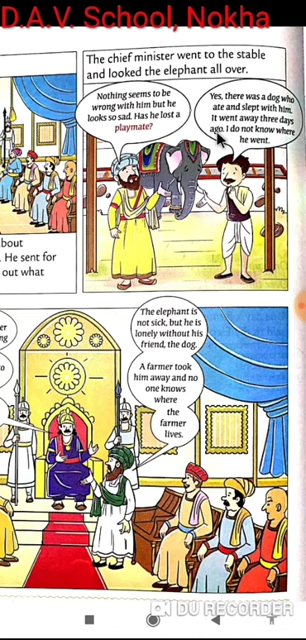 D.A.V. School, Nokha
The chief minister went to the stable
and looked the elephant all over.
Nothing seems to be
wrong with him but he
looks so sad. Has he lost a
playmate?
Yes, there was a dog who
ate and slept with him.
It went away three days
ago. I do not know where
he went.
bout
. He sent for
out what
The elephant is
not sick, but he is
lonely without his
friend, the dog.
A farmer took
him away and no
one knows
where
the
farmer
lives.
er
ng
to
DU RECORDER